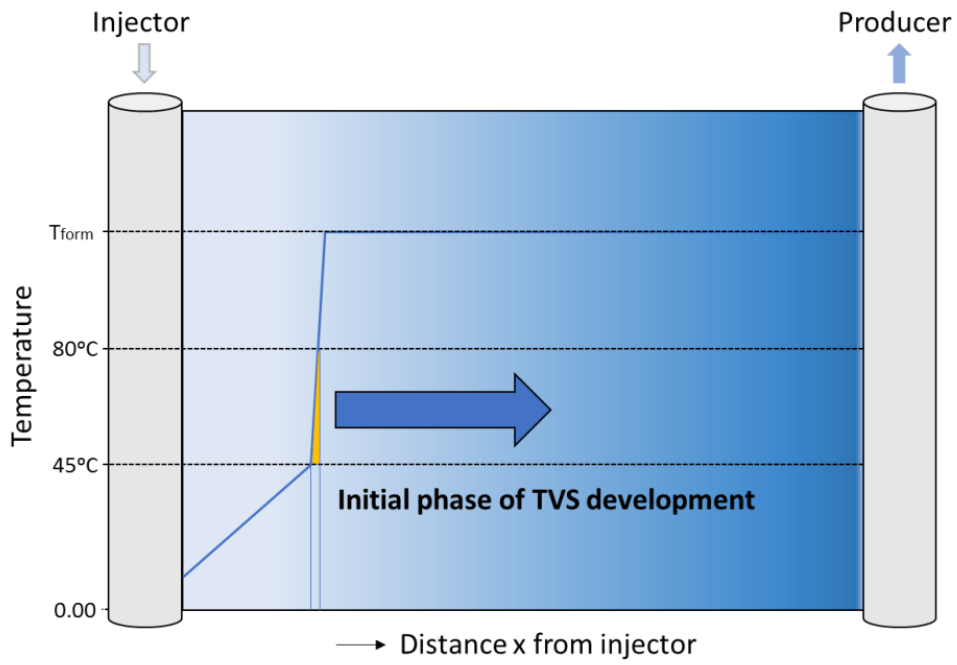 Injector
Producer
Tform
80°C
Temperature
45°C
Initial phase of TVS development
0.00
Distance x from injector